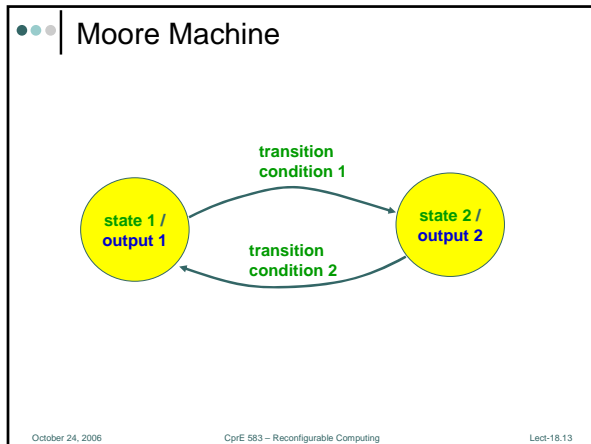 Moore Machine
transition
condition 1
state 1 /
output 1
state 2 /
output 2
transition
condition 2
October 24, 2006
CprE 583 – Reconfigurable Computing
Lect-18.13